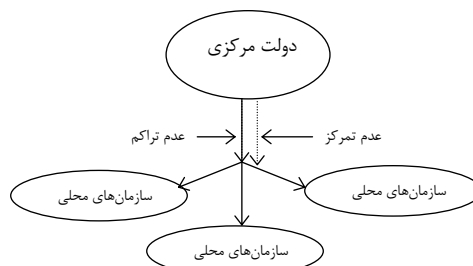 دولت مرکزی
عدم تمرکز
عدم تراکم
سازمان‌های محلی
سازمان‌های محلی
سازمان‌های محلی